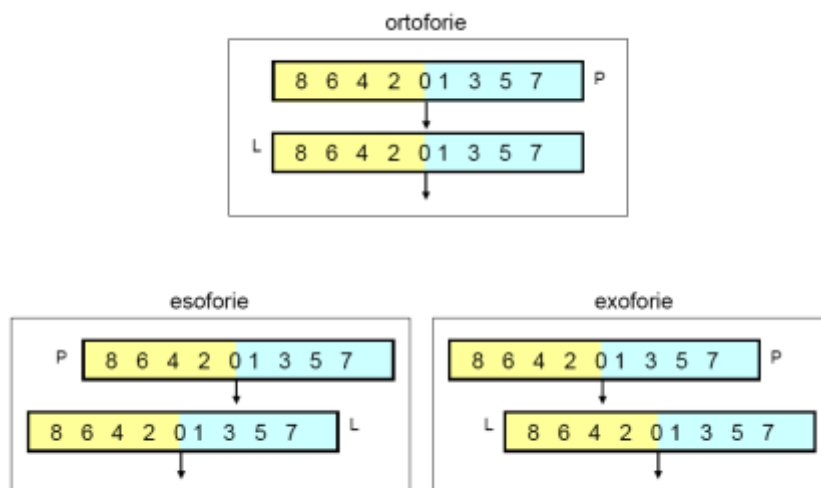 ortoforie
8 6 4 2 0 1 3 5 7 P
L 8 6 4 2 0 1 3 5 7
esoforie
P 8 6 4 2 0 1 3 5 7
8 6 4 2 0 1 3 5 7 L
exoforie
8 6 4 2 0 1 3 5 7 P
L 8 6 4 2 0 1 3 5 7